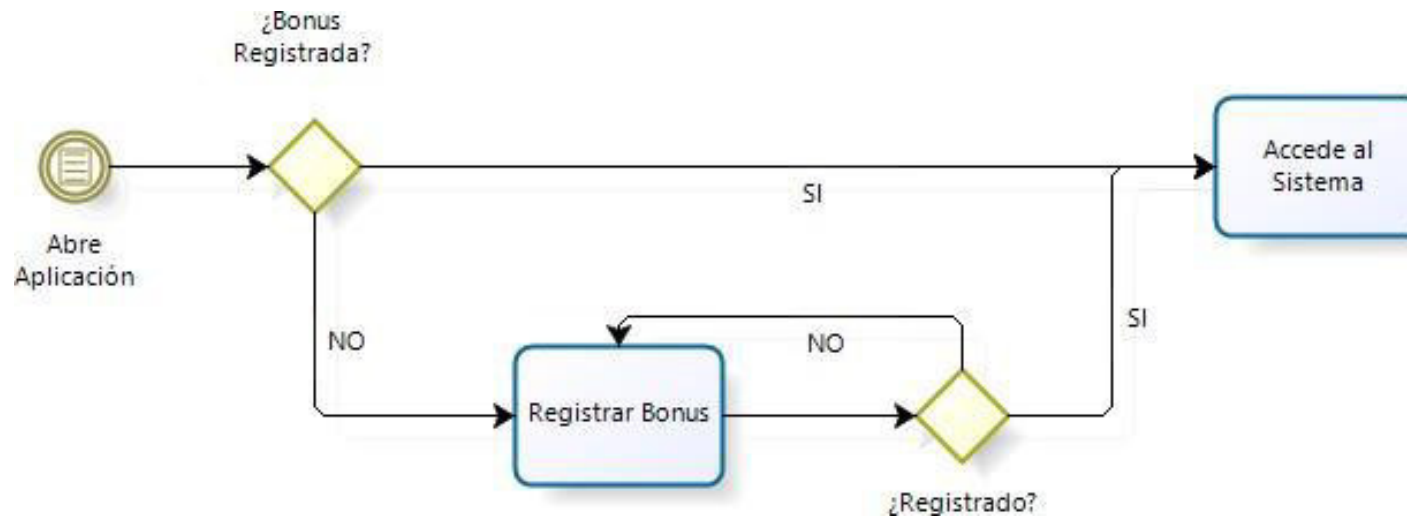 ¿Bonus
Registrada?
Accede al
Sistema
SI
Abre
Aplicación
SI
NO
NO
Registrar Bonus
¿Registrado?